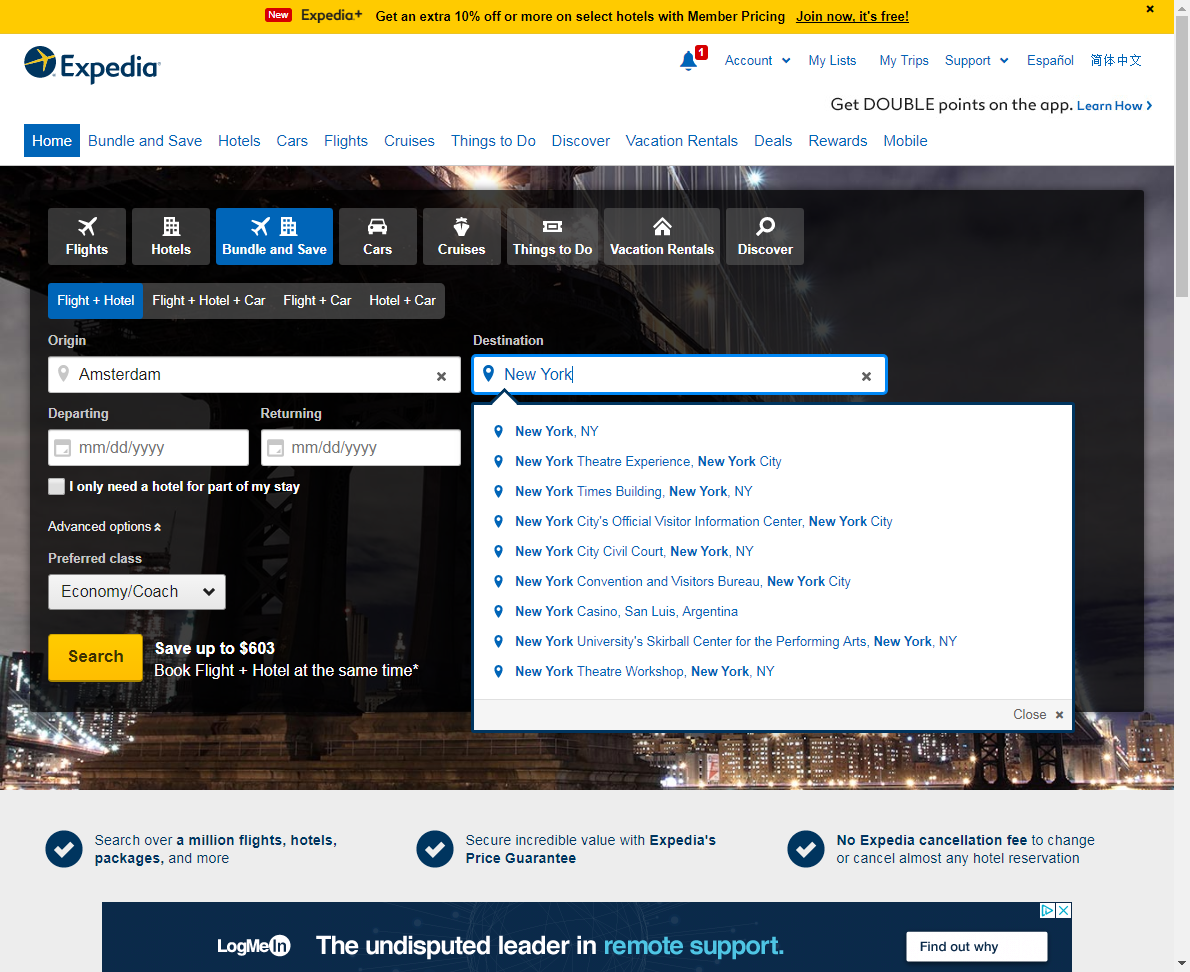 New Expedia+ Get an extra 10% off or more on select hotels with Member Pricing Join now, it's free!
Expedia
1 Account My Lists My Trips Support Español 简体中文
Get DOUBLE points on the app. Learn How
Home Bundle and Save Hotels Cars Flights Cruises Things to Do Discover Vacation Rentals Deals Rewards Mobile
Flights Hotels Bundle and Save Cars Cruises Things to Do Vacation Rentals Discover
Flight + Hotel Flight + Hotel + Car Flight + Car Hotel + Car
Origin Destination
Amsterdam New York
Departing Returning
mm/dd/yyyy mm/dd/yyyy
I only need a hotel for part of my stay
Advanced options
Preferred class
Economy/Coach
Search
Save up to $603
Book Flight + Hotel at the same time*
New York, NY
New York Theatre Experience, New York City
New York Times Building, New York, NY
New York City's Official Visitor Information Center, New York City
New York City Civil Court, New York, NY
New York Convention and Visitors Bureau, New York City
New York Casino, San Luis, Argentina
New York University's Skirball Center for the Performing Arts, New York, NY
New York Theatre Workshop, New York, NY
Close
Search over a million flights, hotels,
packages, and more
Secure incredible value with Expedia's
Price Guarantee
No Expedia cancellation fee to change
or cancel almost any hotel reservation
LogMeIn The undisputed leader in remote support. Find out why